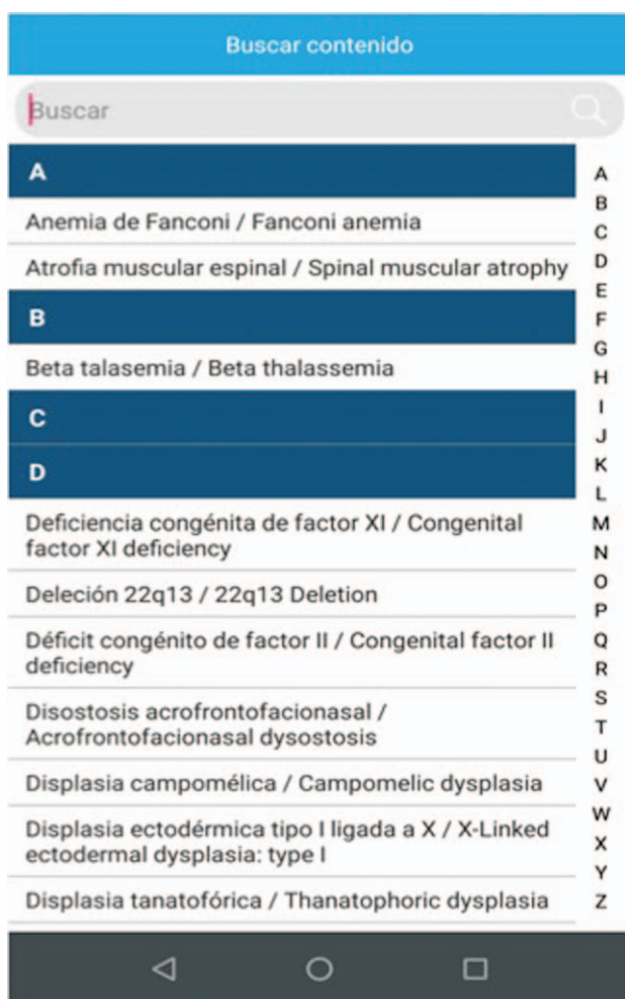 Buscar contenido
Buscar
A
Anemia de Fanconi / Fanconi anemia
Atrofia muscular espinal / Spinal muscular atrophy
B
Beta talasemia / Beta thalassemia
C
D
Deficiencia congénita de factor XI / Congenital
factor XI deficiency
Deleción 22q13 / 22q13 Deletion
Déficit congénito de factor II / Congenital factor II
deficiency
Disostosis acrofrontofacionasal /
Acrofrontofacionasal dysostosis
Displasia campomélica / Campomelic dysplasia
Displasia ectodérmica tipo I ligada a X / X-Linked
ectodermal dysplasia: type I
Displasia tanatofórica / Thanatophoric dysplasia
A
B
C
D
E
F
G
H
I
J
K
L
M
N
O
P
Q
R
S
T
U
V
W
X
Y
Z